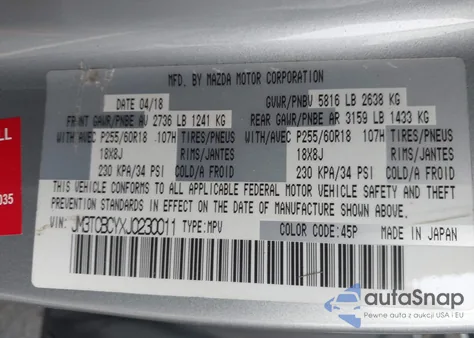 MFD. BY MAZDA MOTOR CORPORATION
DATE 04/18 GVWR/PNBV 5816 LB 2638 KG
FRONT GAWR/PNBE AV 2736 LB 1241 KG REAR GAWR/PNBE AR 3159 LB 1433 KG
WITH/AVEC P255/60R18 107H TIRES/PNEUS WITH/AVEC P255/60R18 107H TIRES/PNEUS
18X8J RIMS/JANTES 18X8J RIMS/JANTES
230 KPA/34 PSI COLD/A FROID 230 KPA/34 PSI COLD/A FROID
THIS VEHICLE CONFORMS TO ALL APPLICABLE FEDERAL MOTOR VEHICLE SAFETY AND THEFT
PREVENTION STANDARDS IN EFFECT ON THE DATE OF MANUFACTURE SHOWN ABOVE.
JM3TCBCYXJ0230011 TYPE:MPV COLOR CODE: 45P MADE IN JAPAN
LL
035
autaSnap
Pewne auta z aukcji USA i EU